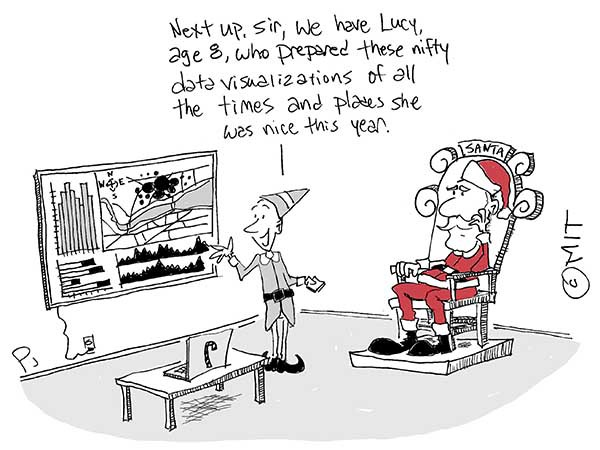 Next up, sir, we have Lucy,
age 8, who prepared these nifty
data visualizations of all
the times and places she
was nice this year.
SANTA
N
W E
S
© MIT
PJ